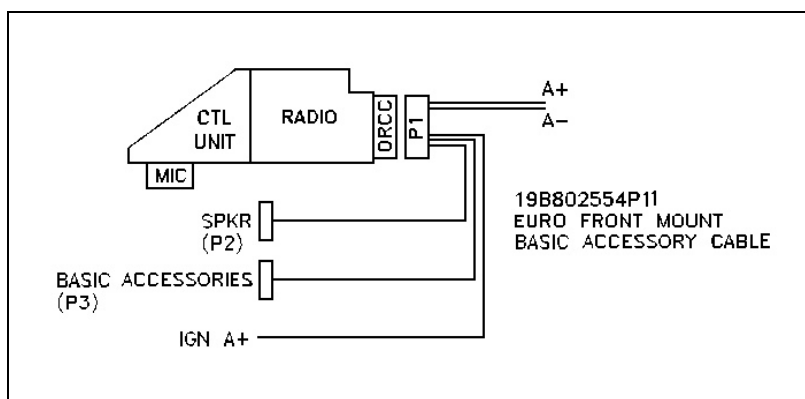 CTL
UNIT
RADIO
ORCC
P1
A+
A-
MIC
19B802554P11
EURO FRONT MOUNT
BASIC ACCESSORY CABLE
SPKR
(P2)
BASIC ACCESSORIES
(P3)
IGN A+